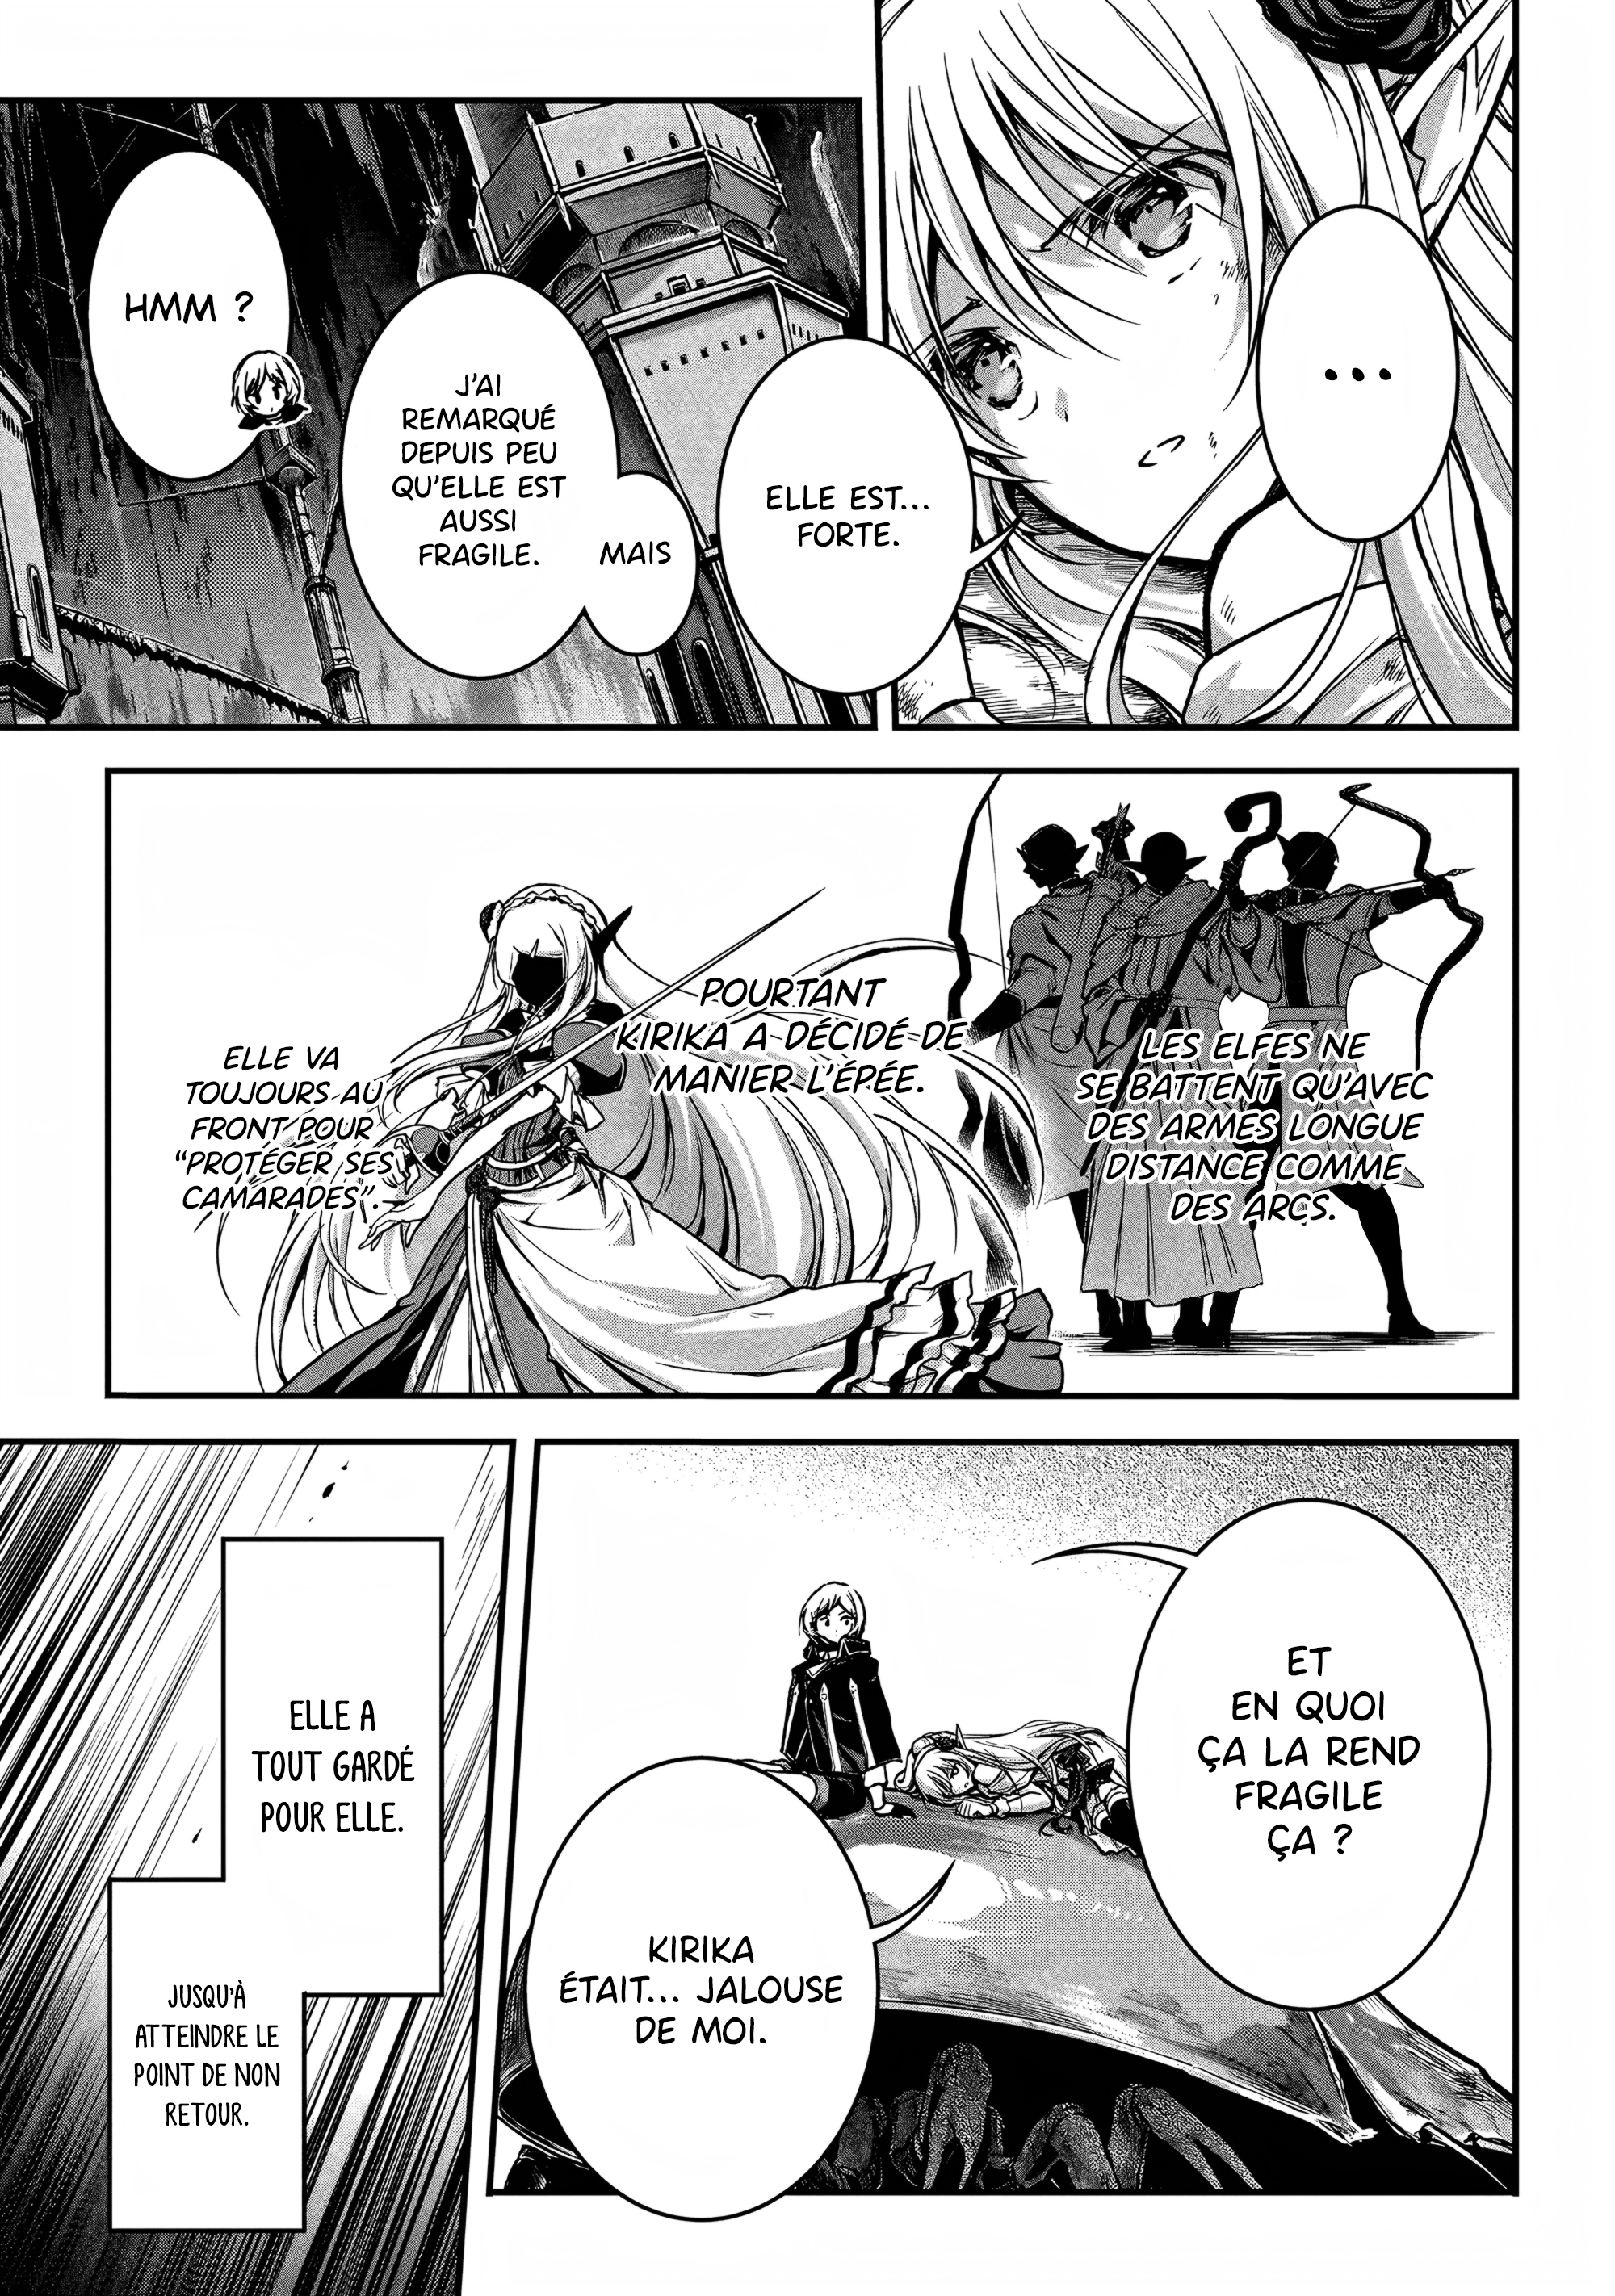 ...
ELLE EST...
FORTE.
MAIS
J'AI
REMARQUÉ
DEPUIS PEU
QU'ELLE EST
AUSSI
FRAGILE.
HMM ?
LES ELFES NE
SE BATTENT QU'AVEC
DES ARMES LONGUE
DISTANCE COMME
DES ARCS.
POURTANT
KIRIKA A DÉCIDÉ DE
MANIER L'ÉPÉE.
ELLE VA
TOUJOURS AU
FRONT POUR
"PROTÉGER SES
CAMARADES".
ET
EN QUOI
ÇA LA REND
FRAGILE
ÇA ?
KIRIKA
ÉTAIT... JALOUSE
DE MOI.
ELLE A
TOUT GARDÉ
POUR ELLE.
JUSQU'À
ATTEINDRE LE
POINT DE NON
RETOUR.